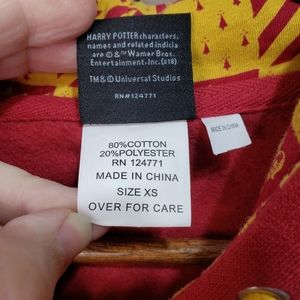 HARRY POTTER characters,
names and related indicia
are © & ™ Warner Bros.
Entertainment Inc. (s18)
TM& © Universal Studios
RN#124771
80%COTTON
20%POLYESTER
RN 124771
MADE IN CHINA
SIZE XS
OVER FOR CARE
MADE IN CHINA